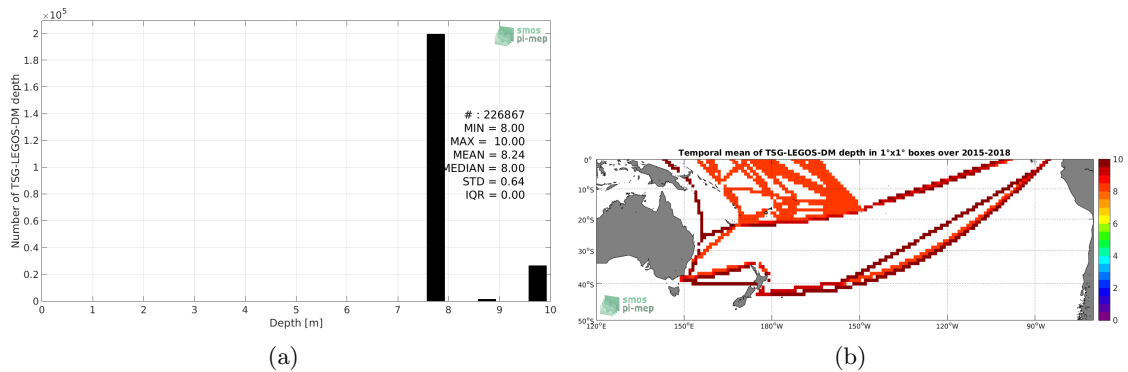 ×10⁵
2
1.8
1.6
1.4
1.2
1
0.8
0.6
0.4
0.2
0
Number of TSG-LEGOS-DM depth
smos
pi-mep
# : 226867
MIN = 8.00
MAX = 10.00
MEAN = 8.24
MEDIAN = 8.00
STD = 0.64
IQR = 0.00
0 1 2 3 4 5 6 7 8 9 10
Depth [m]
(a)
Temporal mean of TSG-LEGOS-DM depth in 1°x1° boxes over 2015-2018
0°
10°S
20°S
30°S
40°S
50°S
120°E 150°E 180°W 150°W 120°W 90°W
smos
pi-mep
10
8
6
4
2
0
(b)